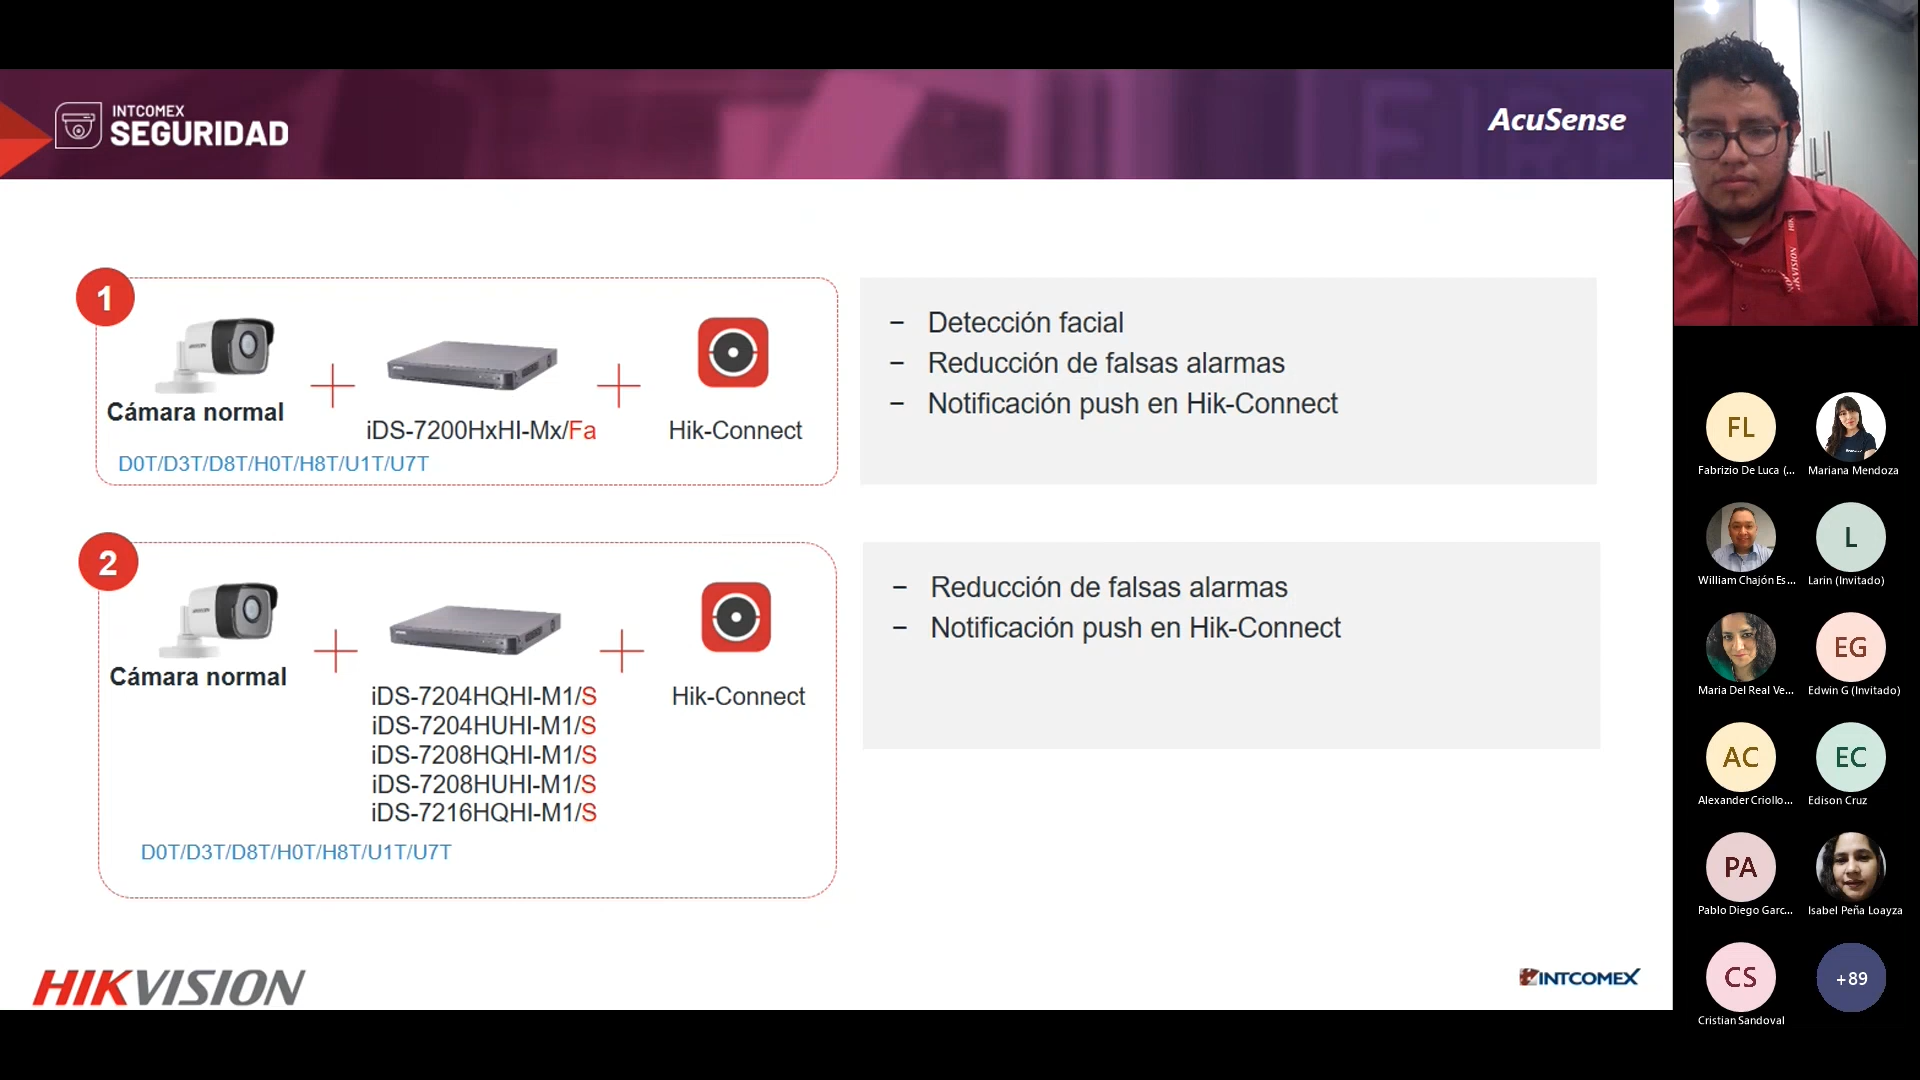 INTCOMEX
SEGURIDAD
AcuSense
1
Cámara normal
iDS-7200HxHI-Mx/Fa
Hik-Connect
D0T/D3T/D8T/H0T/H8T/U1T/U7T
– Detección facial
– Reducción de falsas alarmas
– Notificación push en Hik-Connect
2
Cámara normal
iDS-7204HQHI-M1/S
iDS-7204HUHI-M1/S
iDS-7208HQHI-M1/S
iDS-7208HUHI-M1/S
iDS-7216HQHI-M1/S
Hik-Connect
D0T/D3T/D8T/H0T/H8T/U1T/U7T
– Reducción de falsas alarmas
– Notificación push en Hik-Connect
HIKVISION
INTCOMEX
HIKVISION
FL
Fabrizio De Luca (...
Mariana Mendoza
William Chajón Es...
L
Larin (Invitado)
Maria Del Real Ve...
EG
Edwin G (Invitado)
AC
Alexander Criollo...
EC
Edison Cruz
PA
Pablo Diego Garc...
Isabel Peña Loayza
CS
Cristian Sandoval
+89